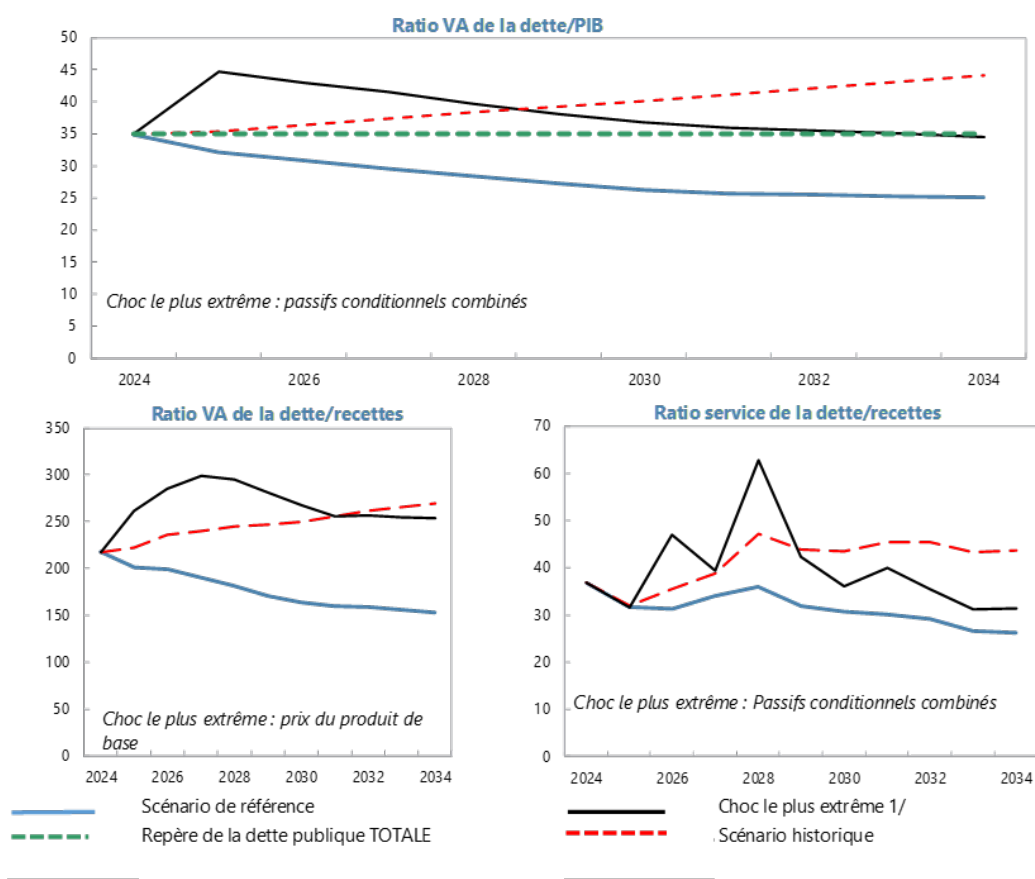 Ratio VA de la dette/PIB
50
45
40
35
30
25
20
15
10
5
0
Choc le plus extrême : passifs conditionnels combinés
2024 2026 2028 2030 2032 2034
Ratio VA de la dette/recettes
350
300
250
200
150
100
50
0
Choc le plus extrême : prix du produit de
base
2024 2026 2028 2030 2032 2034
Ratio service de la dette/recettes
70
60
50
40
30
20
10
0
Choc le plus extrême : Passifs conditionnels combinés
2024 2026 2028 2030 2032 2034
Scénario de référence
Choc le plus extrême 1/
Repère de la dette publique TOTALE
Scénario historique